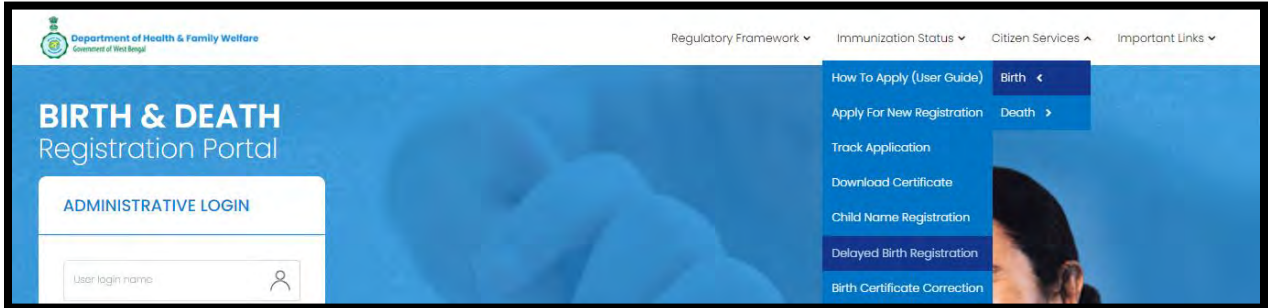 Department of Health & Family Welfare
Government of West Bengal
Regulatory Framework
Immunization Status
Citizen Services
Important Links
How To Apply (User Guide)
Apply For New Registration
Track Application
Download Certificate
Child Name Registration
Delayed Birth Registration
Birth Certificate Correction
Birth
Death
BIRTH & DEATH
Registration Portal
ADMINISTRATIVE LOGIN
User login name